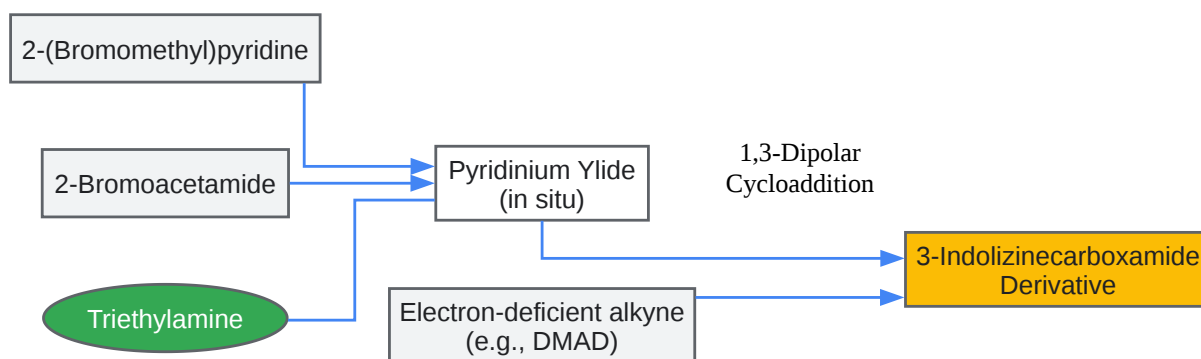 2-(Bromomethyl)pyridine
2-Bromoacetamide
Pyridinium Ylide
(in situ)
1,3-Dipolar
Cycloaddition
3-Indolizinecarboxamide
Derivative
Triethylamine
Electron-deficient alkyne
(e.g., DMAD)